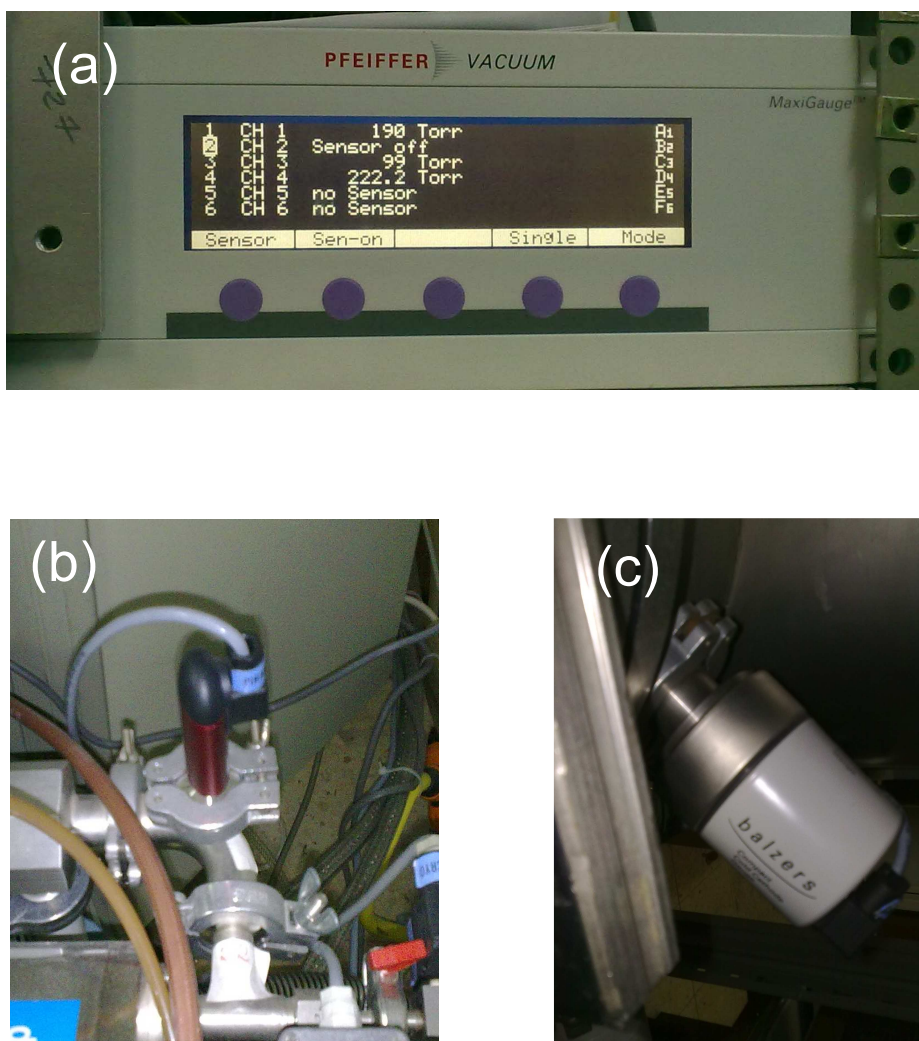 (a)
PFEIFFER VACUUM
MaxiGauge™
1 CH 1 190 Torr A1
2 CH 2 Sensor off B2
3 CH 3 99 Torr C3
4 CH 4 222.2 Torr D4
5 CH 5 no Sensor E5
6 CH 6 no Sensor F6
Sensor Sen-on Single Mode
(b)
(c)
balzers